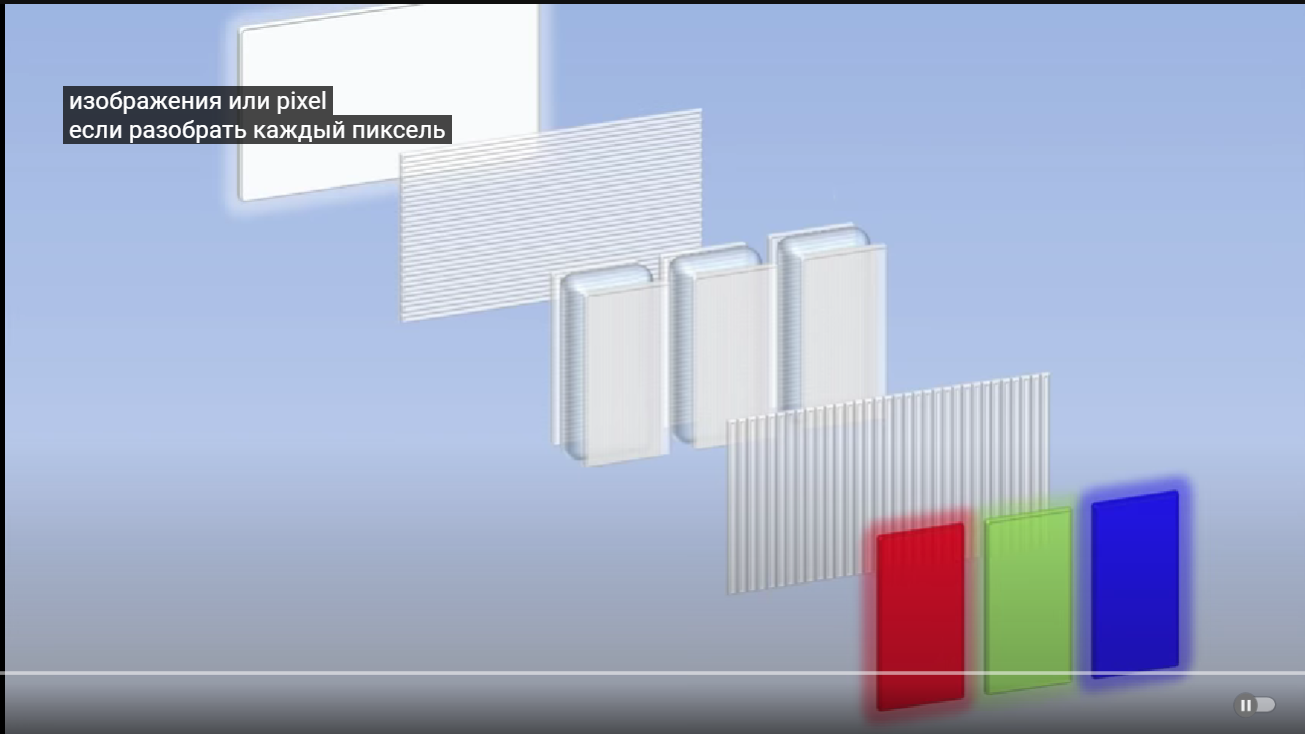 изображения или pixel
если разобрать каждый пиксель